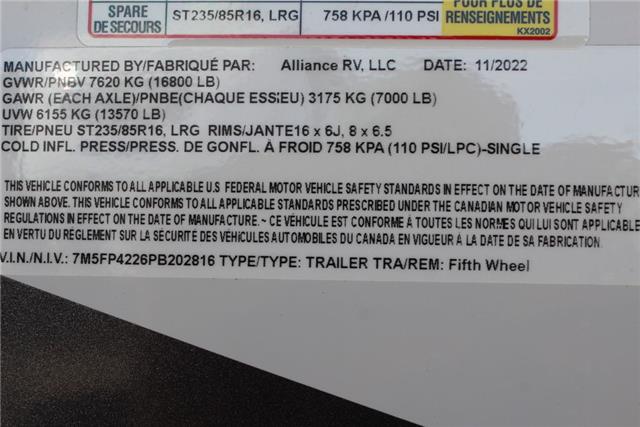 SPARE
DE SECOURS
ST235/85R16, LRG
758 KPA /110 PSI
POUR PLUS DE
RENSEIGNEMENTS
KX2002
MANUFACTURED BY/FABRIQUÉ PAR: Alliance RV, LLC DATE: 11/2022
GVWR/PNBV 7620 KG (16800 LB)
GAWR (EACH AXLE)/PNBE(CHAQUE ESSIEU) 3175 KG (7000 LB)
UVW 6155 KG (13570 LB)
TIRE/PNEU ST235/85R16, LRG RIMS/JANTE16 x 6J, 8 x 6.5
COLD INFL. PRESS/PRESS. DE GONFL. À FROID 758 KPA (110 PSI/LPC)-SINGLE
THIS VEHICLE CONFORMS TO ALL APPLICABLE U.S FEDERAL MOTOR VEHICLE SAFETY STANDARDS IN EFFECT ON THE DATE OF MANUFACTUR
SHOWN ABOVE. THIS VEHICLE CONFORMS TO ALL APPLICABLE STANDARDS PRESCRIBED UNDER THE CANADIAN MOTOR VEHICLE SAFETY
REGULATIONS IN EFFECT ON THE DATE OF MANUFACTURE.~ CE VÉHICULE EST CONFORME À TOUTES LES NORMES QUI LUI SONT APPLICABLE
EN VERTU DU RÈGLEMENT SUR LA SÉCURITÉ DES VÉHICULES AUTOMOBILES DU CANADA EN VIGUEUR À LA DATE DE SA FABRICATION.
V.I.N./N.I.V.: 7M5FP4226PB202816 TYPE/TYPE: TRAILER TRA/REM: Fifth Wheel